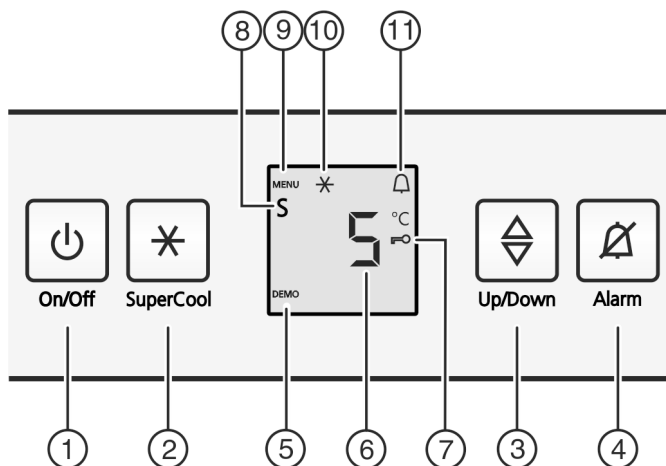 8 9 10 11
MENU
S
5 °C
DEMO
On/Off SuperCool Up/Down Alarm
1 2 5 6 7 3 4